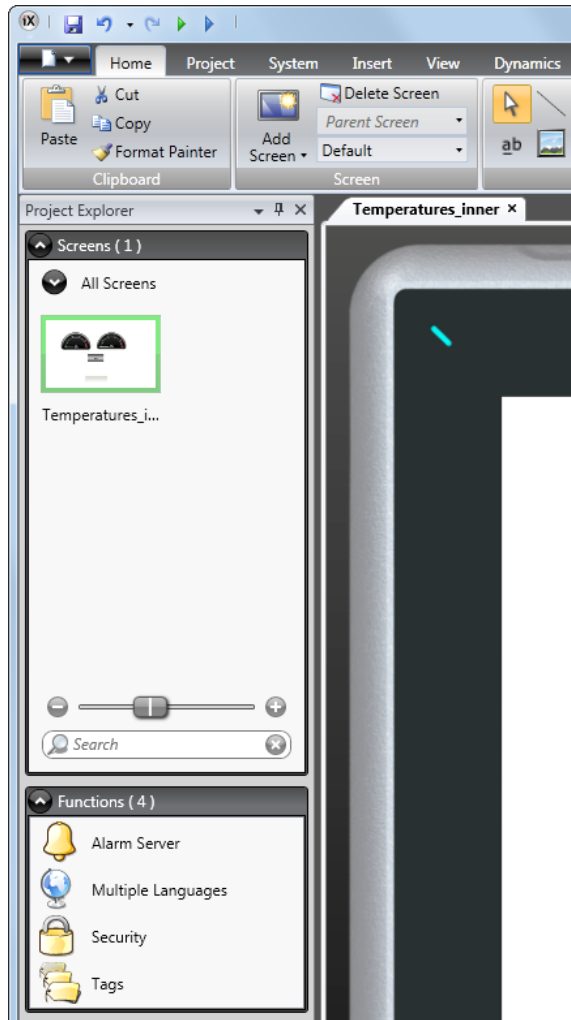 iX
Home Project System Insert View Dynamics
Paste
Cut
Copy
Format Painter
Clipboard
Add
Screen
Delete Screen
Parent Screen
Default
Screen
ab
Project Explorer
Temperatures_inner ×
Screens ( 1 )
All Screens
Temperatures_i...
Search
Functions ( 4 )
Alarm Server
Multiple Languages
Security
Tags